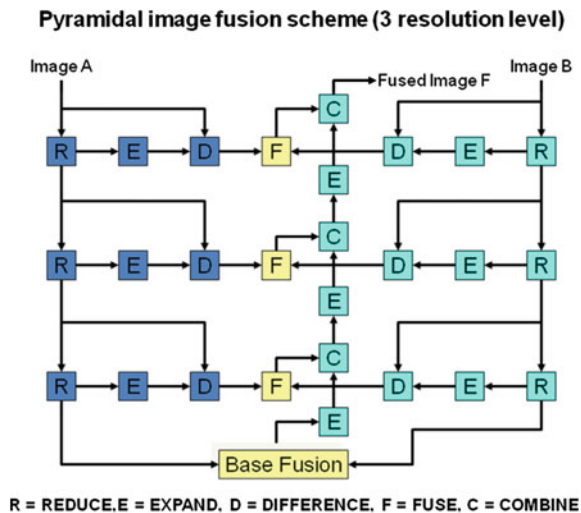 Pyramidal image fusion scheme (3 resolution level)
Image A
Fused Image F
Image B
C
R E D F D E R
E
C
R E D F D E R
E
C
R E D F D E R
E
Base Fusion
R = REDUCE,E = EXPAND, D = DIFFERENCE, F = FUSE, C = COMBINE